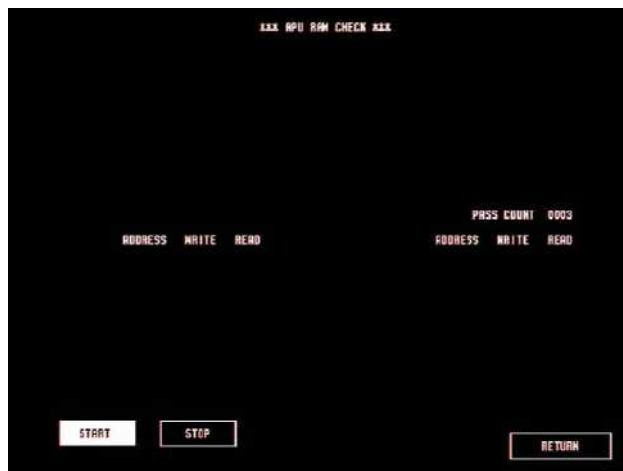 *** APU RAM CHECK ***
PASS COUNT 0003
ADDRESS WRITE READ ADDRESS WRITE READ
START STOP
RETURN